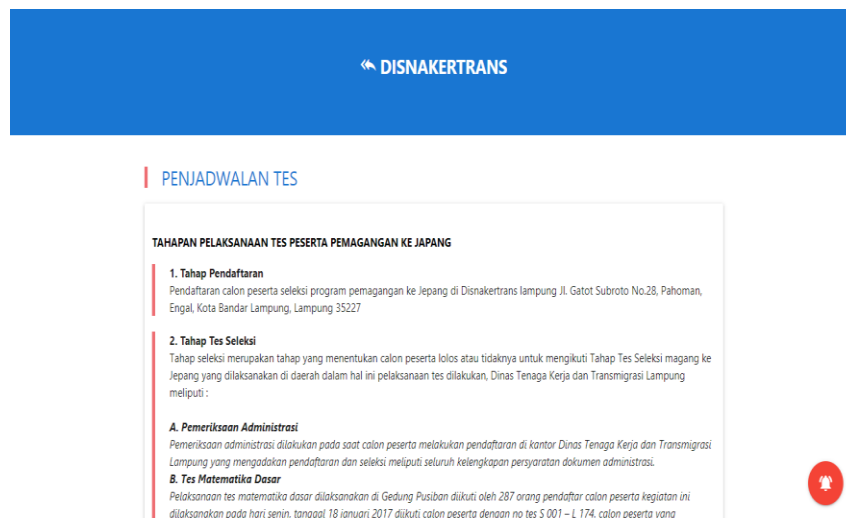 DISNAKERTRANS
PENJADWALAN TES
TAHAPAN PELAKSANAAN TES PESERTA PEMAGANGAN KE JAPANG
1. Tahap Pendaftaran
Pendaftaran calon peserta seleksi program pemagangan ke Jepang di Disnakertrans lampung Jl. Gatot Subroto No.28, Pahoman,
Engal, Kota Bandar Lampung, Lampung 35227
2. Tahap Tes Seleksi
Tahap seleksi merupakan tahap yang menentukan calon peserta lolos atau tidaknya untuk mengikuti Tahap Tes Seleksi magang ke
Jepang yang dilaksanakan di daerah dalam hal ini pelaksanaan tes dilakukan, Dinas Tenaga Kerja dan Transmigrasi Lampung
meliputi :
A. Pemeriksaan Administrasi
Pemeriksaan administrasi dilakukan pada saat calon peserta melakukan pendaftaran di kantor Dinas Tenaga Kerja dan Transmigrasi
Lampung yang mengadakan pendaftaran dan seleksi meliputi seluruh kelengkapan persyaratan dokumen administrasi.
B. Tes Matematika Dasar
Pelaksanaan tes matematika dasar dilaksanakan di Gedung Pusiban diikuti oleh 287 orang pendaftar calon peserta kegiatan ini
dilaksanakan pada hari senin, tanggal 18 januari 2017 diikuti calon peserta dengan no tes S 001 – L 174, calon peserta yang